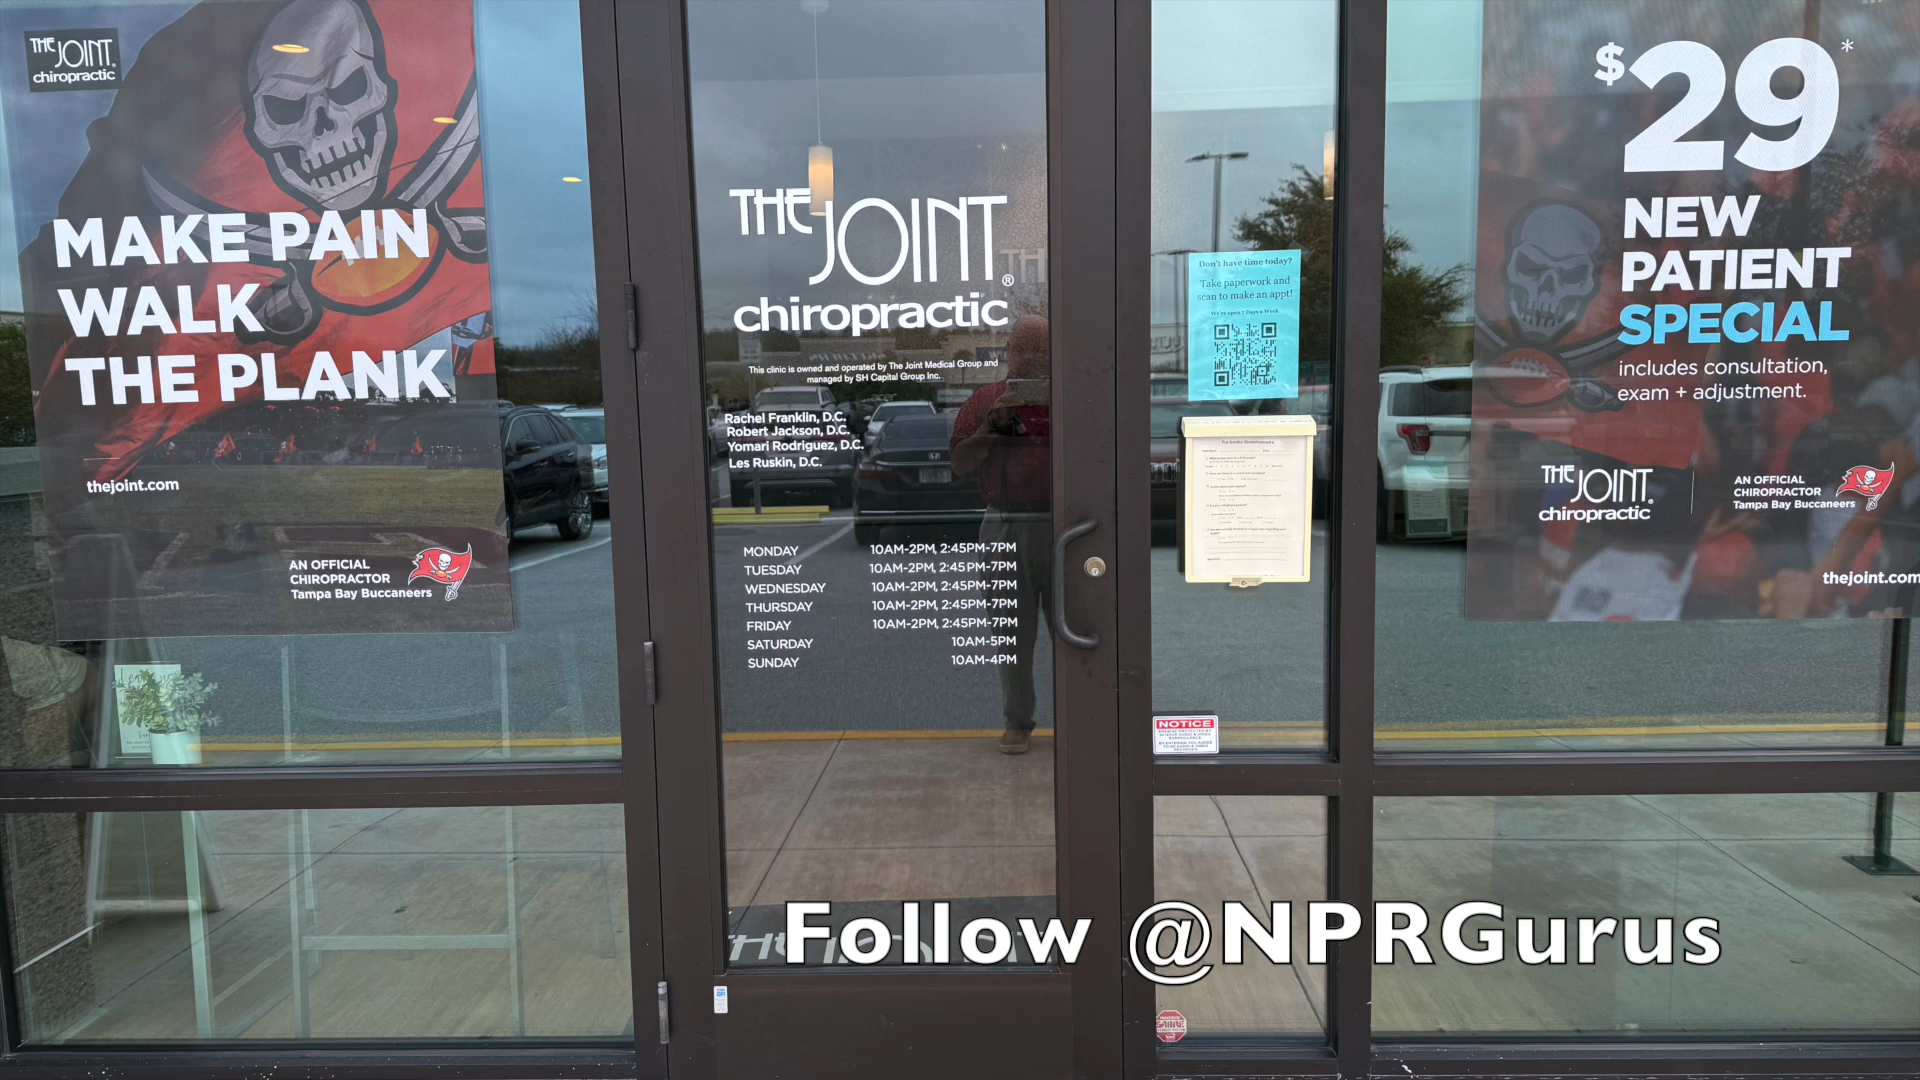 THE JOINT®
chiropractic
MAKE PAIN
WALK
THE PLANK
thejoint.com
AN OFFICIAL
CHIROPRACTOR
Tampa Bay Buccaneers
THE JOINT®
chiropractic
This clinic is owned and operated by The Joint Medical Group and
managed by SH Capital Group Inc.
Rachel Franklin, D.C.
Robert Jackson, D.C.
Yomari Rodriguez, D.C.
Les Ruskin, D.C.
MONDAY 10AM-2PM, 2:45PM-7PM
TUESDAY 10AM-2PM, 2:45PM-7PM
WEDNESDAY 10AM-2PM, 2:45PM-7PM
THURSDAY 10AM-2PM, 2:45PM-7PM
FRIDAY 10AM-2PM, 2:45PM-7PM
SATURDAY 10AM-5PM
SUNDAY 10AM-4PM
Don't have time today?
Take paperwork and
scan to make an appt!
We're open 7 Days a Week
NOTICE
$29*
NEW
PATIENT
SPECIAL
includes consultation,
exam + adjustment.
THE JOINT®
chiropractic
AN OFFICIAL
CHIROPRACTOR
Tampa Bay Buccaneers
thejoint.com
Follow @NPRGurus